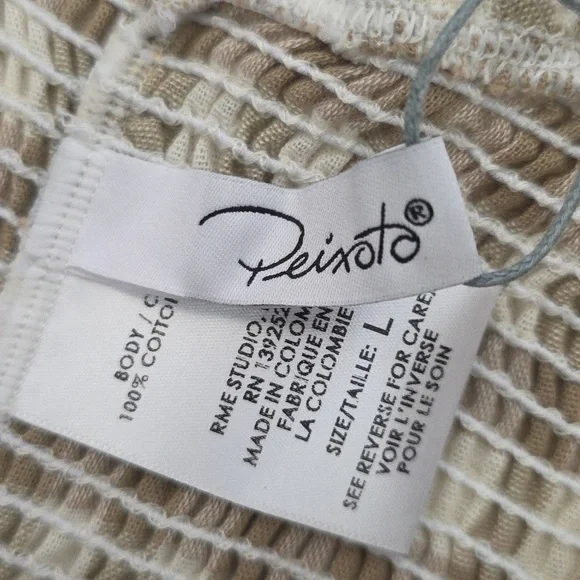 Peixoto®
BODY / C
100% COTTO
RME STUDIO
RN 139252
MADE IN COLOM
FABRIQUE EN
LA COLOMBIE
SIZE/TAILLE: L
SEE REVERSE FOR CARE/
VOIR L'INVERSE
POUR LE SOIN